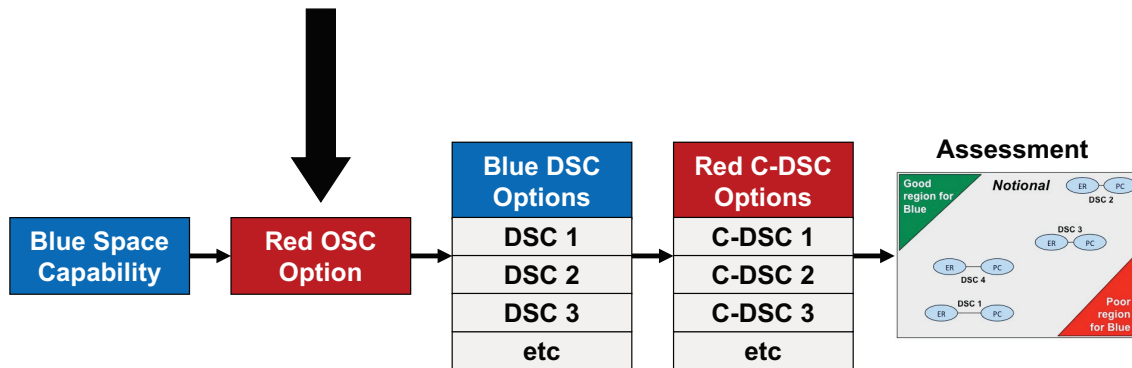 Blue Space
Capability
Red OSC
Option
Blue DSC
Options
DSC 1
DSC 2
DSC 3
etc
Red C-DSC
Options
C-DSC 1
C-DSC 2
C-DSC 3
etc
Assessment
Good
region for
Blue
Notional
ER
PC
DSC 2
DSC 3
ER
PC
ER
PC
DSC 4
DSC 1
ER
PC
Poor
region
for Blue